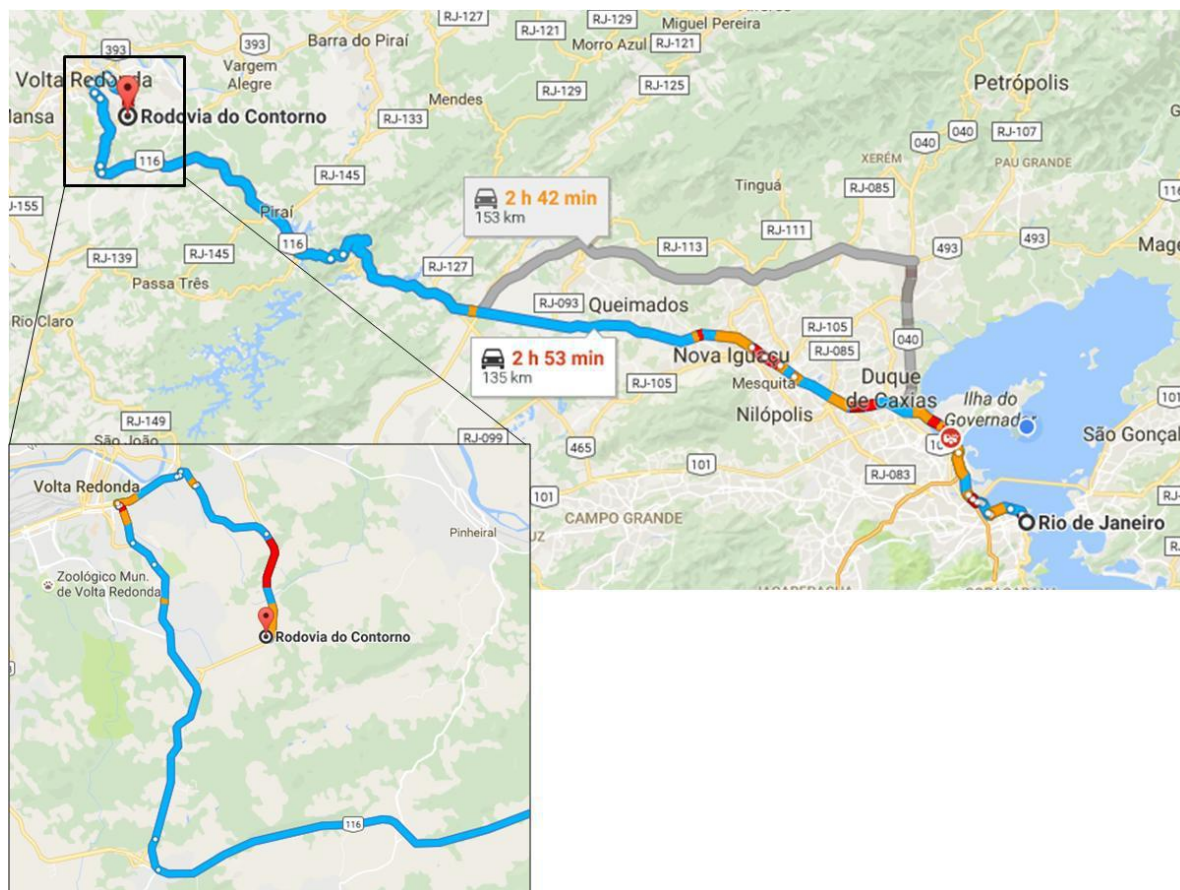 RJ-127
RJ-121
RJ-129
Miguel Pereira
RJ-121
Morro Azul
RJ-121
393
393
Barra do Piraí
Vargem
Alegre
Volta Redonda
Mendes
RJ-129
RJ-125
Petrópolis
Rodovia do Contorno
RJ-133
040
RJ-107
040
XERÉM
PAU GRANDE
116
RJ-145
Tinguá
RJ-085
116
RJ-155
2 h 42 min
153 km
Piraí
116
RJ-113
RJ-111
040
493
493
RJ-139
RJ-145
RJ-127
Passa Três
RJ-093
Queimados
Rio Claro
RJ-105
040
2 h 53 min
135 km
Nova Iguaçu
RJ-085
RJ-105
Mesquita
Duque
de Caxias
Nilópolis
Ilha do
Governador
101
RJ-149
São João
RJ-099
465
101
São Gonçal
RJ-083
101
CAMPO GRANDE
Rio de Janeiro
Volta Redonda
Pinheiral
Zoológico Mun.
de Volta Redonda
Rodovia do Contorno
116